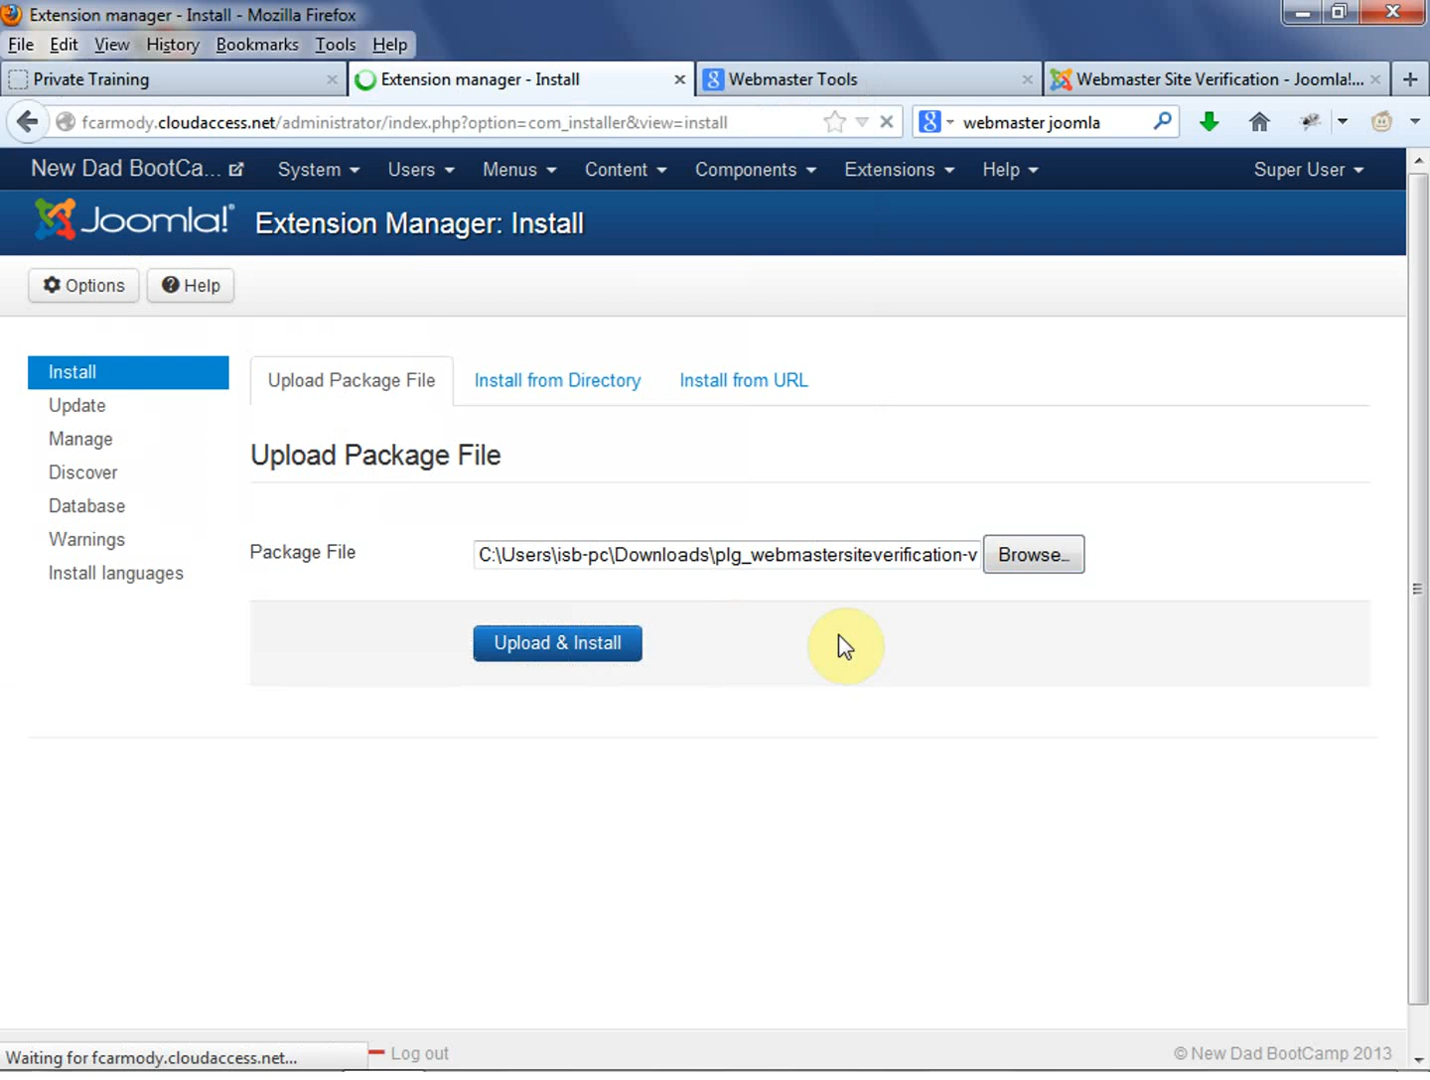 Extension manager - Install - Mozilla Firefox
File Edit View History Bookmarks Tools Help
Private Training × Extension manager - Install × Webmaster Tools × Webmaster Site Verification - Joomla!... × +
fcarmody.cloudaccess.net/administrator/index.php?option=com_installer&view=install webmaster joomla
New Dad BootCa... System Users Menus Content Components Extensions Help Super User
Joomla!® Extension Manager: Install
Options Help
Install
Update
Manage
Discover
Database
Warnings
Install languages
Upload Package File Install from Directory Install from URL
Upload Package File
Package File C:\Users\isb-pc\Downloads\plg_webmastersiteverification-v Browse...
Upload & Install
Waiting for fcarmody.cloudaccess.net... Log out © New Dad BootCamp 2013